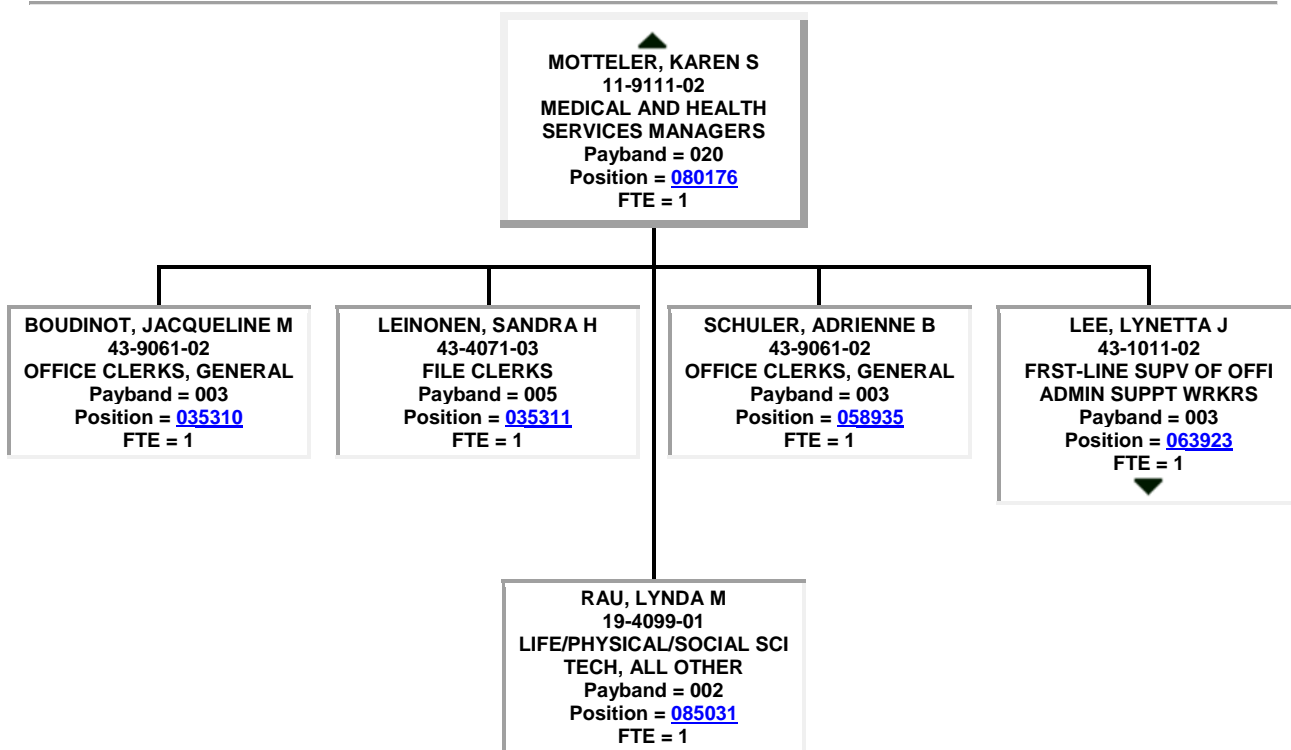 MOTTELER, KAREN S
11-9111-02
MEDICAL AND HEALTH
SERVICES MANAGERS
Payband = 020
Position = 080176
FTE = 1
BOUDINOT, JACQUELINE M
43-9061-02
OFFICE CLERKS, GENERAL
Payband = 003
Position = 035310
FTE = 1
LEINONEN, SANDRA H
43-4071-03
FILE CLERKS
Payband = 005
Position = 035311
FTE = 1
SCHULER, ADRIENNE B
43-9061-02
OFFICE CLERKS, GENERAL
Payband = 003
Position = 058935
FTE = 1
LEE, LYNETTA J
43-1011-02
FRST-LINE SUPV OF OFFI
ADMIN SUPPT WRKRS
Payband = 003
Position = 063923
FTE = 1
RAU, LYNDA M
19-4099-01
LIFE/PHYSICAL/SOCIAL SCI
TECH, ALL OTHER
Payband = 002
Position = 085031
FTE = 1